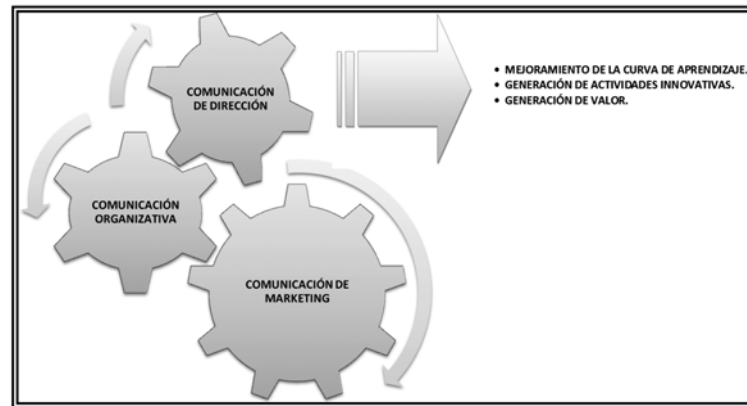 COMUNICACIÓN
DE DIRECCIÓN
• MEJORAMIENTO DE LA CURVA DE APRENDIZAJE.
• GENERACIÓN DE ACTIVIDADES INNOVATIVAS.
• GENERACIÓN DE VALOR.
COMUNICACIÓN
ORGANIZATIVA
COMUNICACIÓN DE
MARKETING